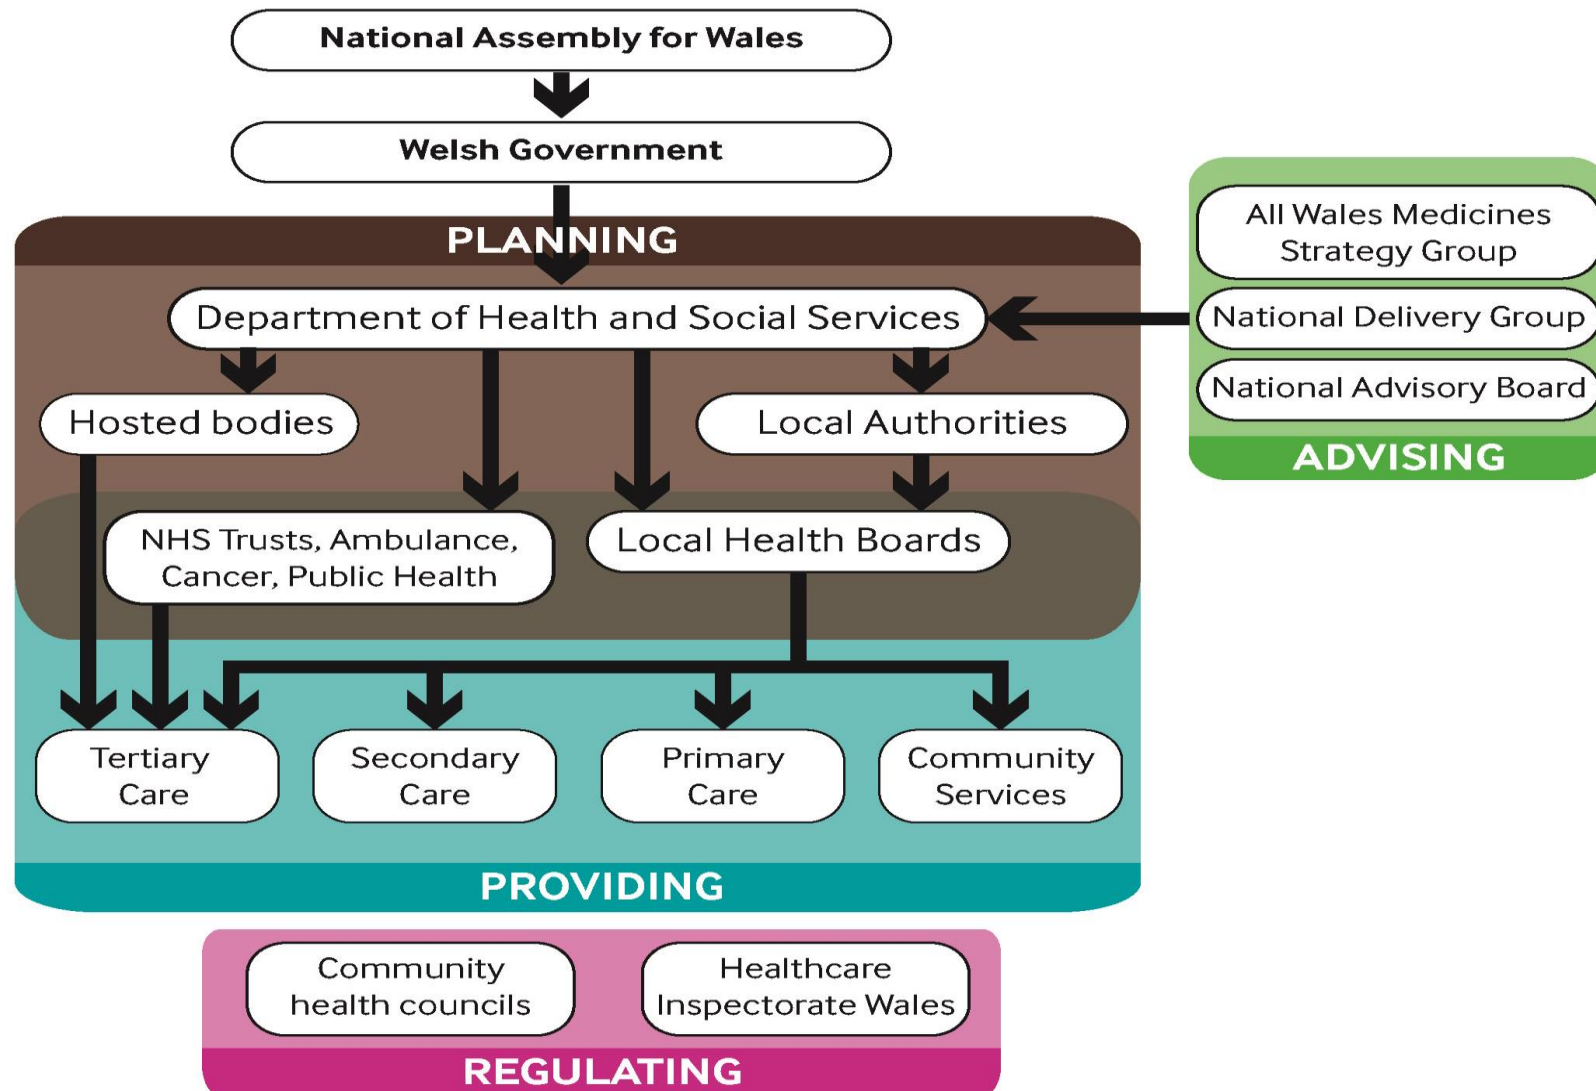 National Assembly for Wales
Welsh Government
PLANNING
Department of Health and Social Services
Hosted bodies
Local Authorities
NHS Trusts, Ambulance,
Cancer, Public Health
Local Health Boards
Tertiary
Care
Secondary
Care
Primary
Care
Community
Services
PROVIDING
All Wales Medicines
Strategy Group
National Delivery Group
National Advisory Board
ADVISING
Community
health councils
Healthcare
Inspectorate Wales
REGULATING